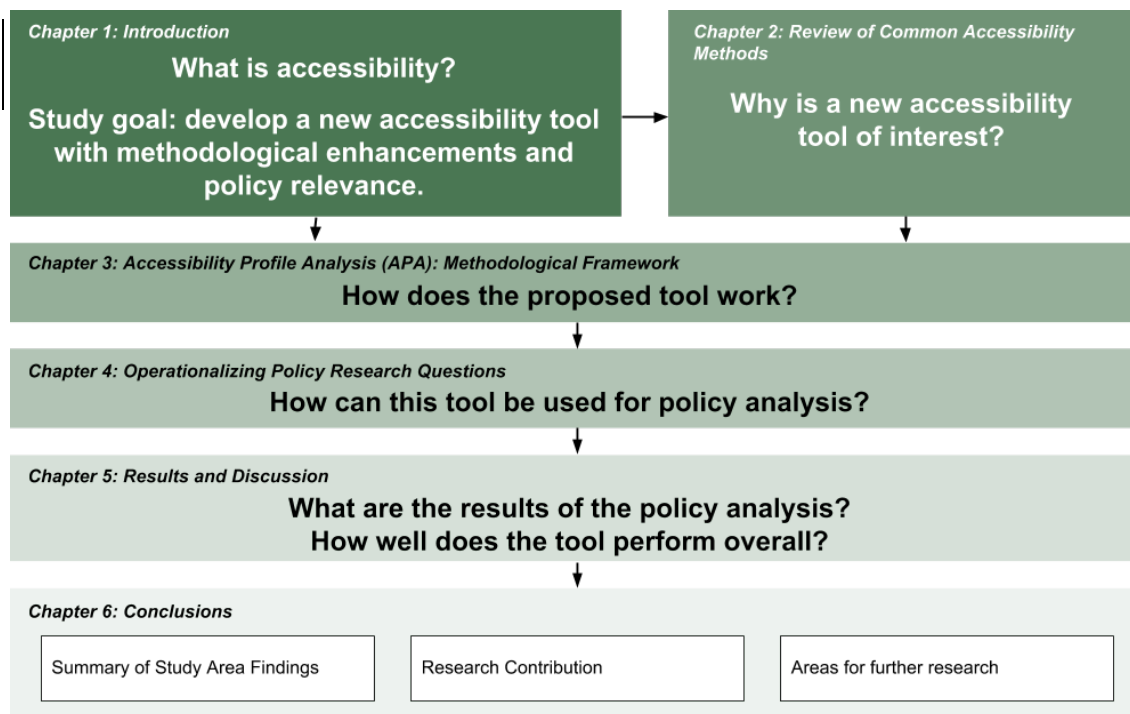 Chapter 1: Introduction
What is accessibility?
Study goal: develop a new accessibility tool
with methodological enhancements and
policy relevance.
Chapter 2: Review of Common Accessibility
Methods
Why is a new accessibility
tool of interest?
Chapter 3: Accessibility Profile Analysis (APA): Methodological Framework
How does the proposed tool work?
Chapter 4: Operationalizing Policy Research Questions
How can this tool be used for policy analysis?
Chapter 5: Results and Discussion
What are the results of the policy analysis?
How well does the tool perform overall?
Chapter 6: Conclusions
Summary of Study Area Findings
Research Contribution
Areas for further research